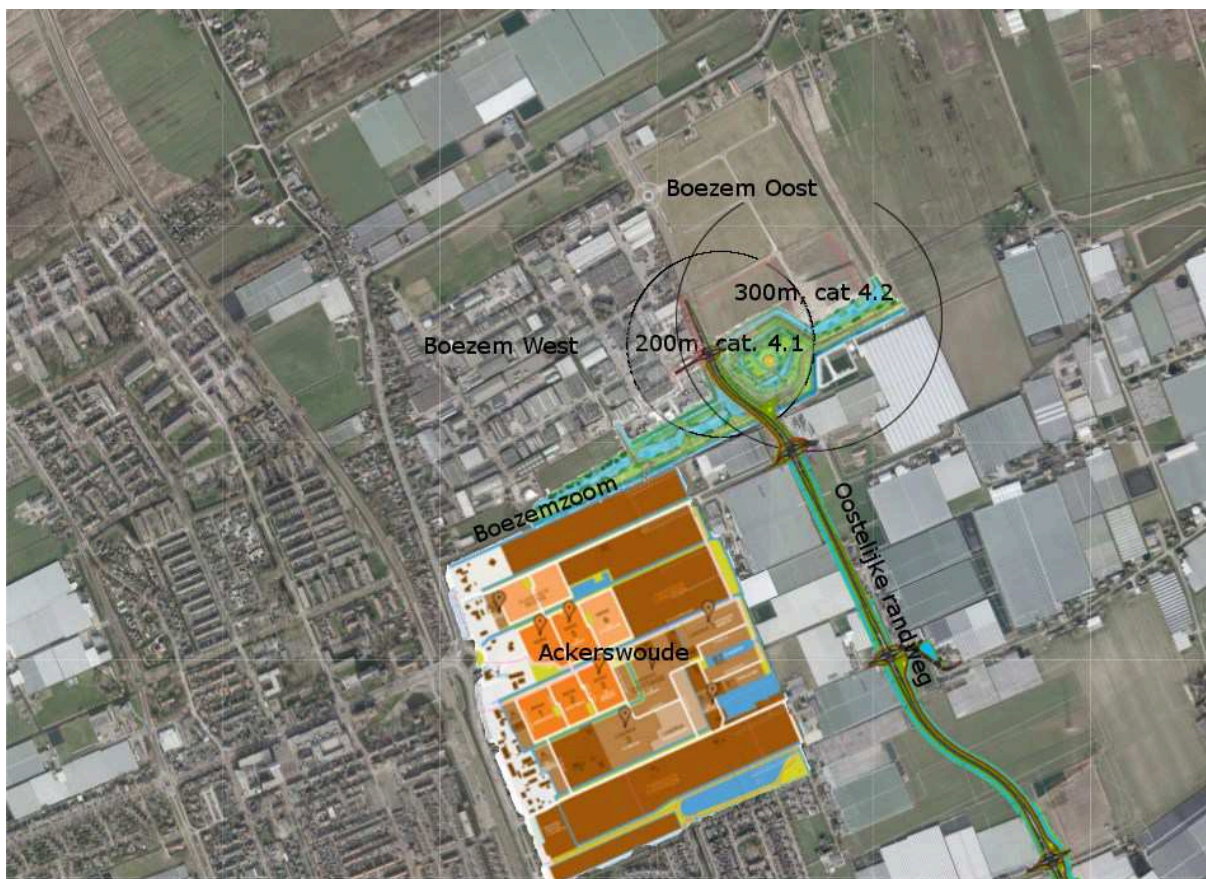 Boezem Oost
300m, cat 4.2
200m, cat. 4.1
Boezem West
Boezemzoom
Oostelijke randweg
Ackerswoude